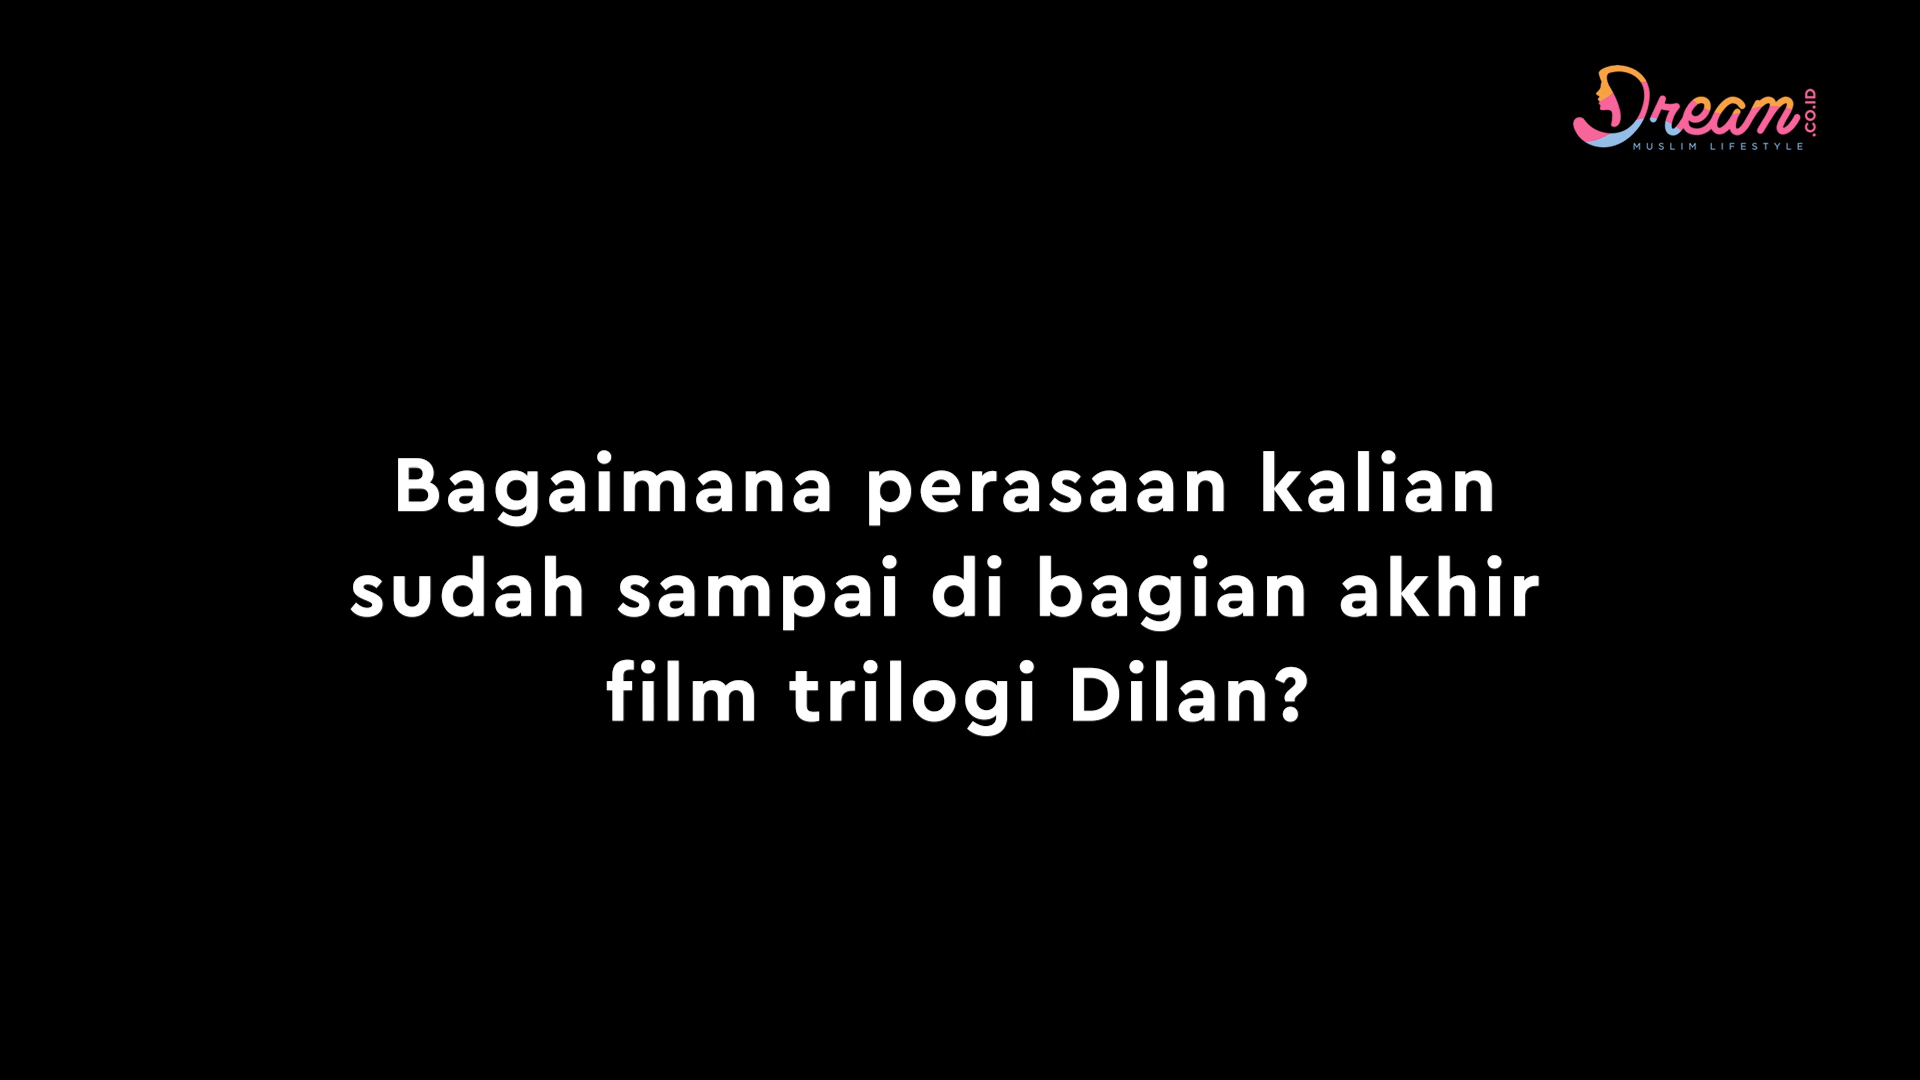 Dream
.CO.ID
MUSLIM LIFESTYLE
Bagaimana perasaan kalian
sudah sampai di bagian akhir
film trilogi Dilan?